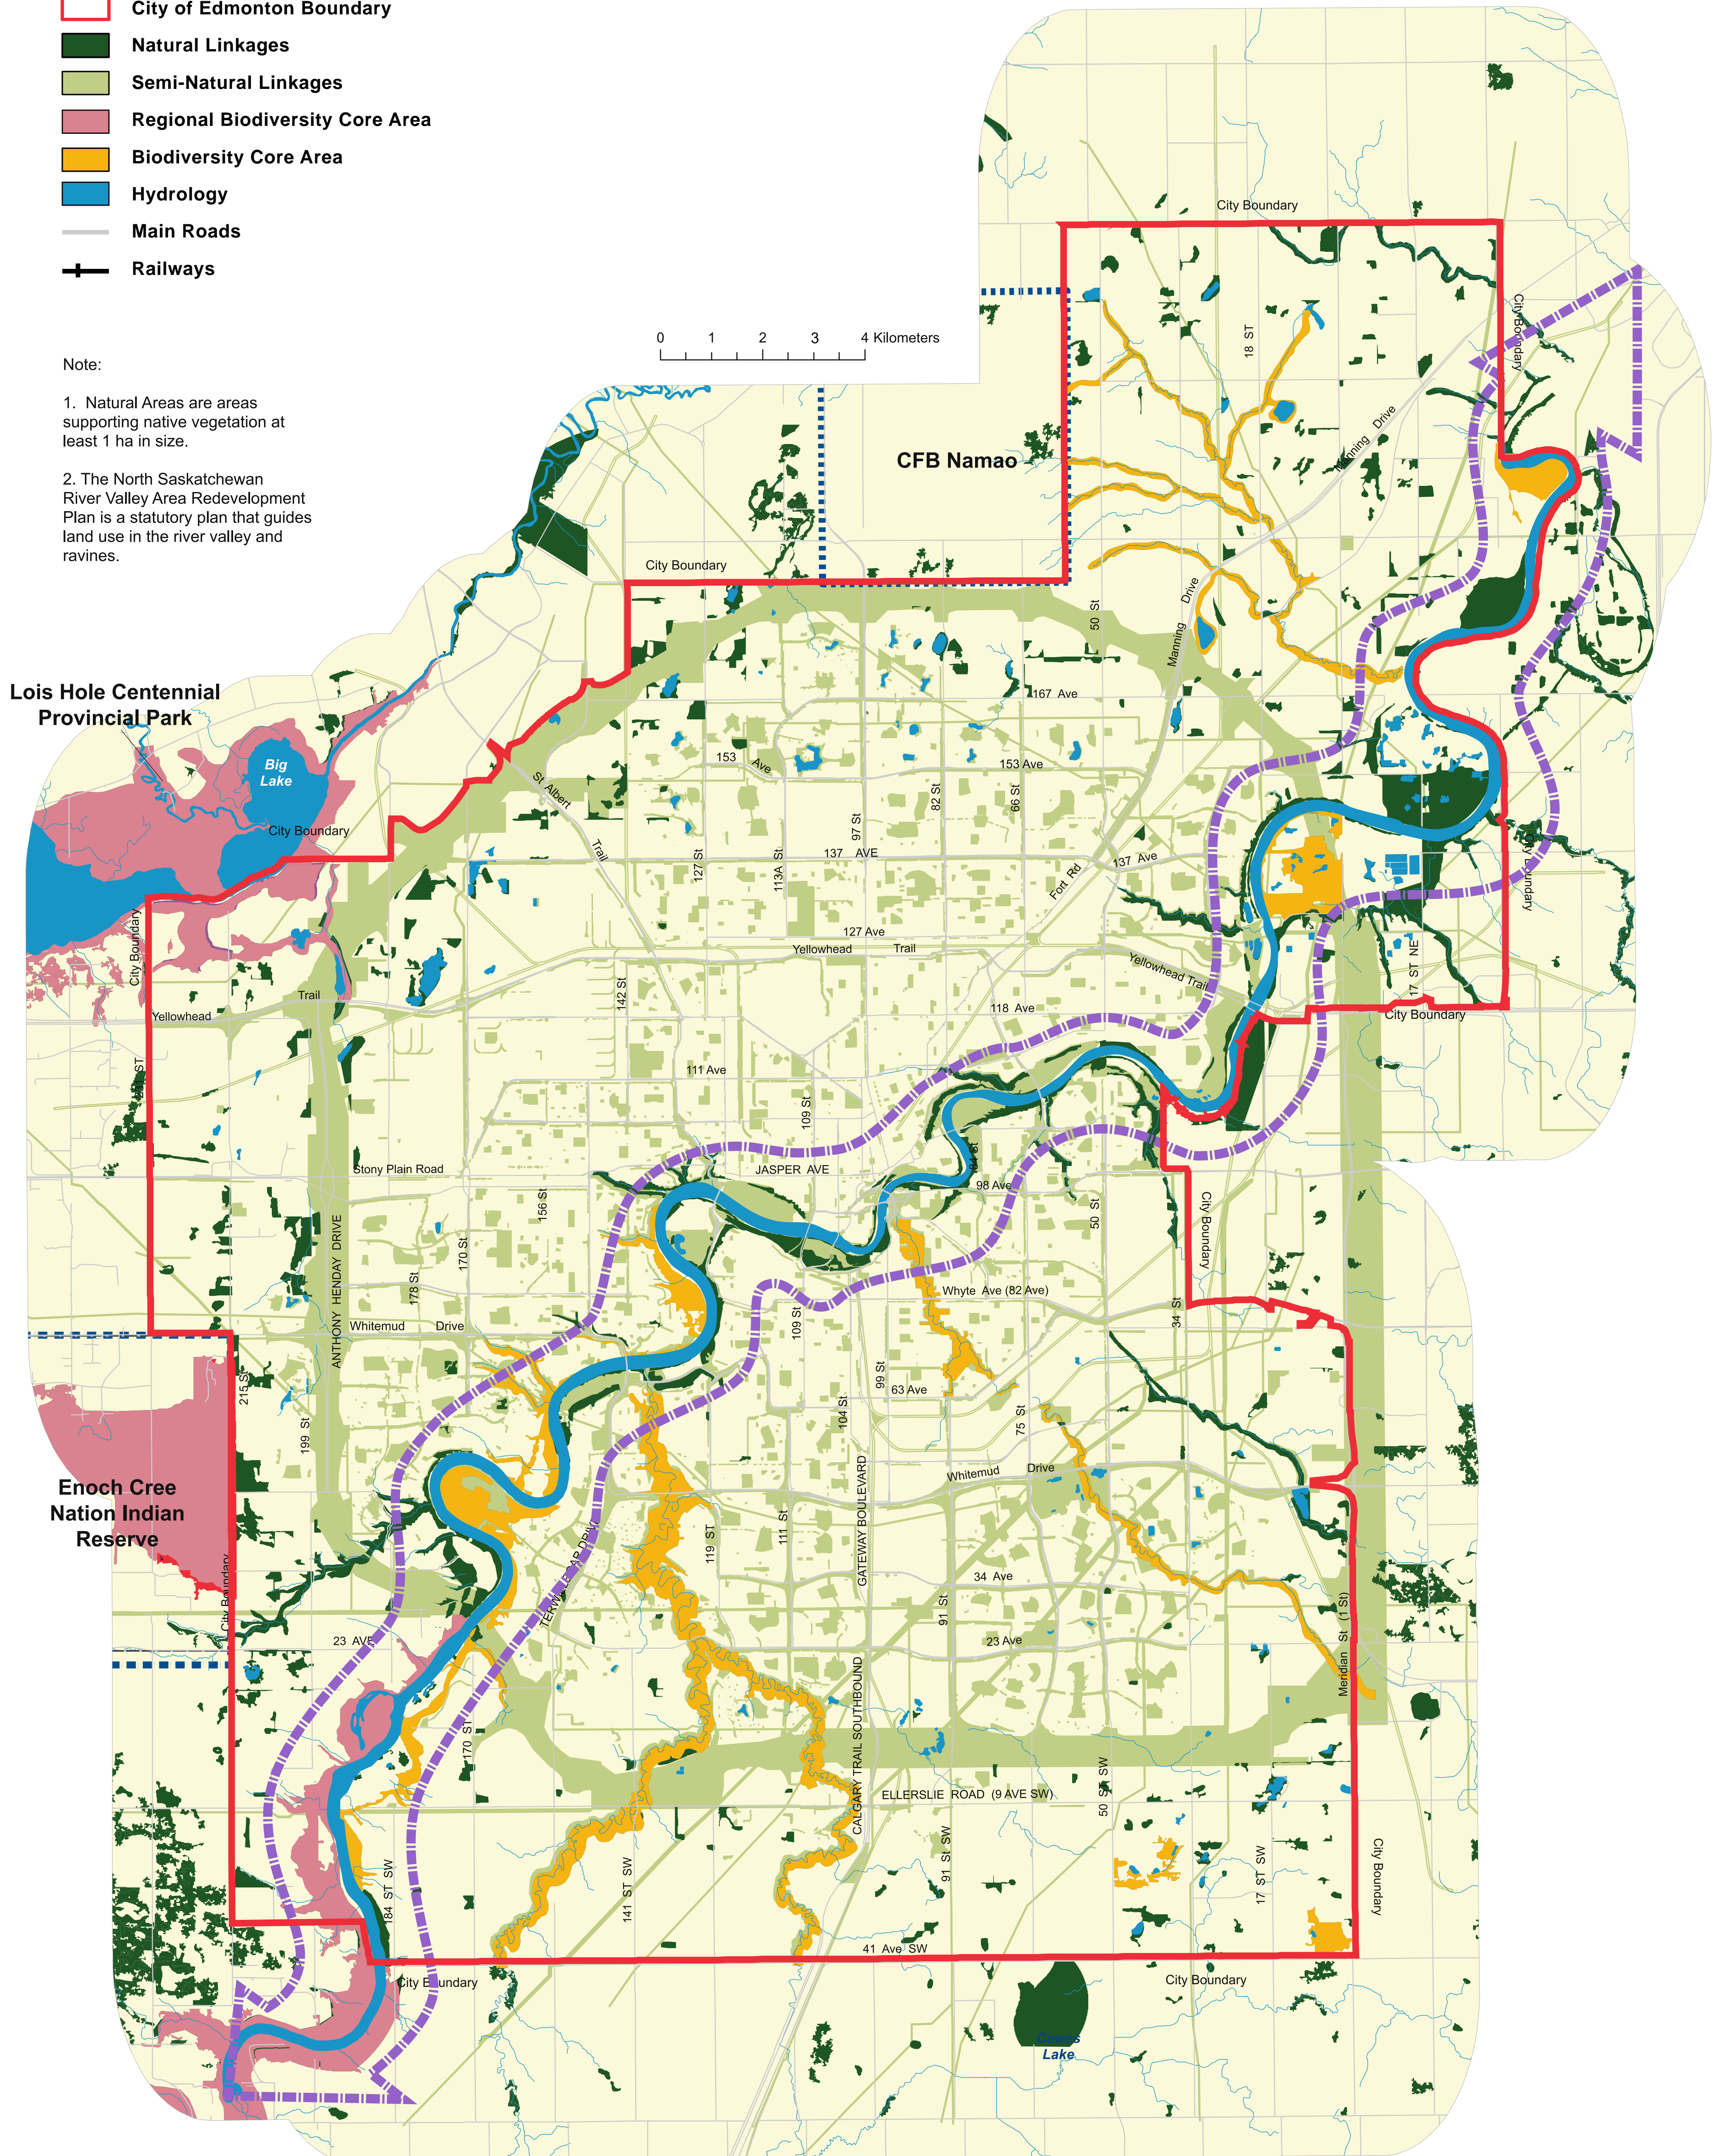 City of Edmonton Boundary
Natural Linkages
Semi-Natural Linkages
Regional Biodiversity Core Area
Biodiversity Core Area
Hydrology
Main Roads
Railways
Note:
1. Natural Areas are areas
supporting native vegetation at
least 1 ha in size.
2. The North Saskatchewan
River Valley Area Redevelopment
Plan is a statutory plan that guides
land use in the river valley and
ravines.
0 1 2 3 4 Kilometers
City Boundary
City Boundary
18 ST
Manning Drive
CFB Namao
City Boundary
50 St
Manning Drive
Lois Hole Centennial
Provincial Park
167 Ave
Big
Lake
153 Ave
153 Ave
St Albert
Trail
82 St
66 St
City Boundary
97 St
137 AVE
137 Ave
127 St
113A St
Fort Rd
City Boundary
City Boundary
127 Ave
Yellowhead Trail
Yellowhead Trail
17 ST NE
142 St
Trail
Yellowhead
118 Ave
City Boundary
111 Ave
109 St
Stony Plain Road
JASPER AVE
84 St
98 Ave
156 St
50 St
City Boundary
ANTHONY HENDAY DRIVE
170 St
178 St
Whyte Ave (82 Ave)
34 St
109 St
Whitemud Drive
215 St
99 St
63 Ave
104 St
75 St
199 St
Whitemud Drive
Enoch Cree
Nation Indian
Reserve
GATEWAY BOULEVARD
119 ST
111 St
34 Ave
City Boundary
91 St
Meridian St (1 St)
23 AVE
23 Ave
170 ST
CALGARY TRAIL SOUTHBOUND
ELLERSLIE ROAD (9 AVE SW)
50 ST SW
184 ST SW
141 ST SW
91 St SW
17 ST SW
City Boundary
41 Ave SW
City Boundary
City Boundary
Cawes
Lake